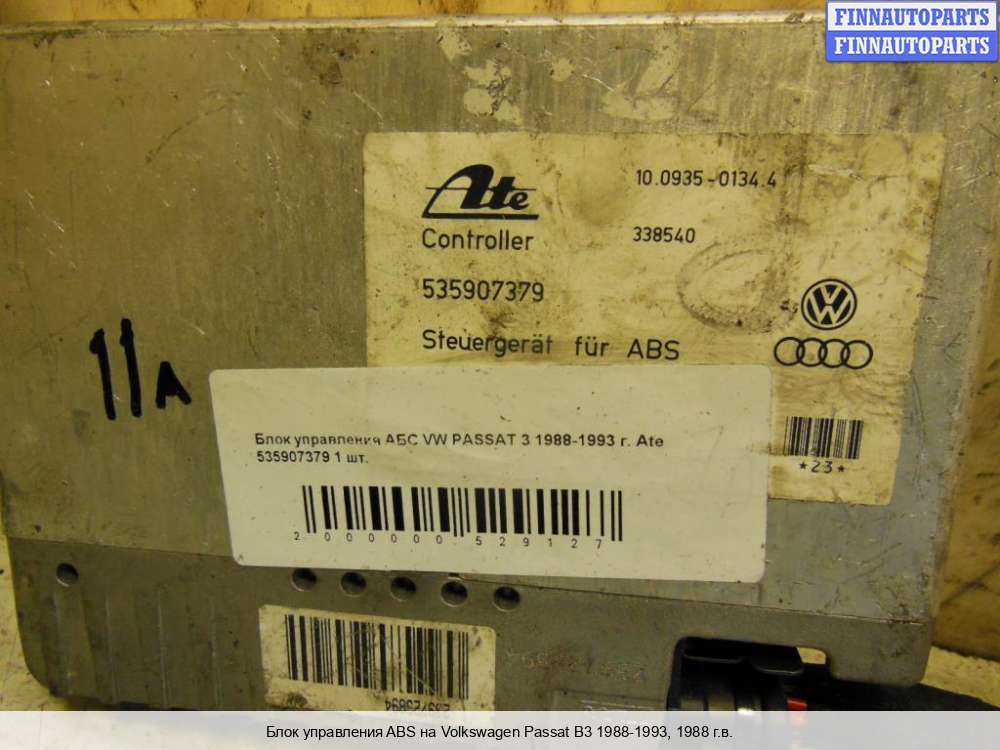 FINNAUTOPARTS
FINNAUTOPARTS
Ate
10.0935-0134.4
Controller
338540
535907379
Steuergerät für ABS
11A
Блок управления АБС VW PASSAT 3 1988-1993 г. Ate
535907379 1 шт.
*23*
2 000000 529127
Блок управления ABS на Volkswagen Passat B3 1988-1993, 1988 г.в.